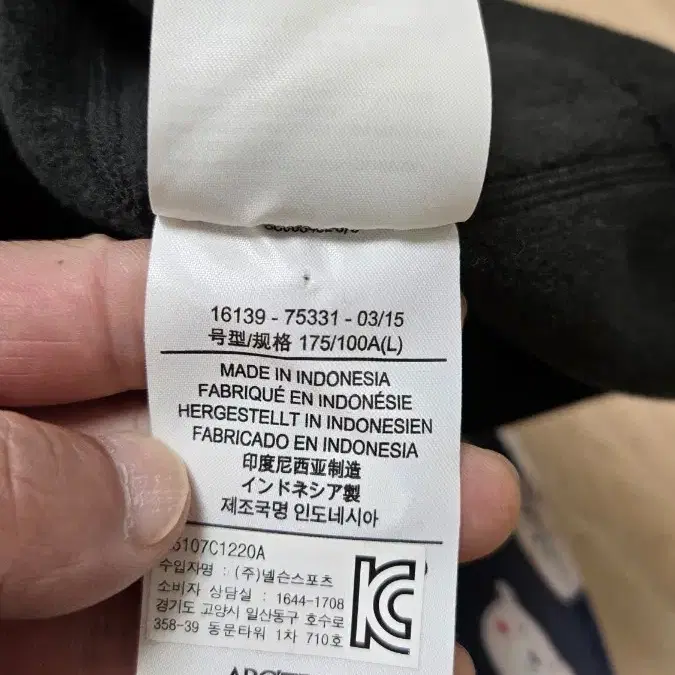 16139 - 75331 - 03/15
号型/规格 175/100A(L)
MADE IN INDONESIA
FABRIQUÉ EN INDONÉSIE
HERGESTELLT IN INDONESIEN
FABRICADO EN INDONESIA
印度尼西亚制造
インドネシア製
제조국명 인도네시아
5107C1220A
수입자명 : (주)넬슨스포츠
소비자 상담실 : 1644-1708
경기도 고양시 일산동구 호수로
358-39 동문타워 1차 710호